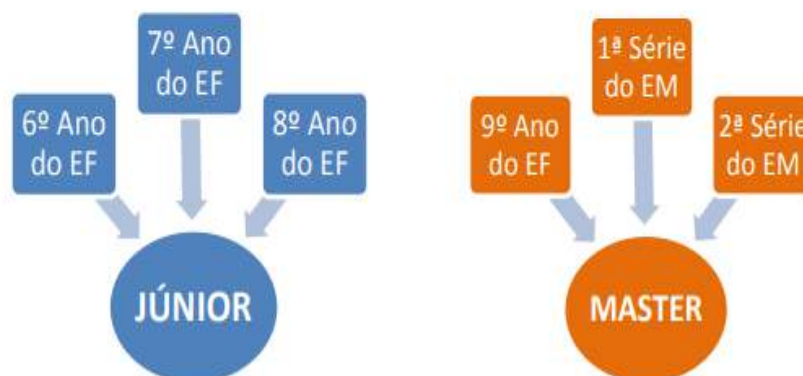 6º Ano
do EF
7º Ano
do EF
8º Ano
do EF
JÚNIOR
9º Ano
do EF
1ª Série
do EM
2ª Série
do EM
MASTER